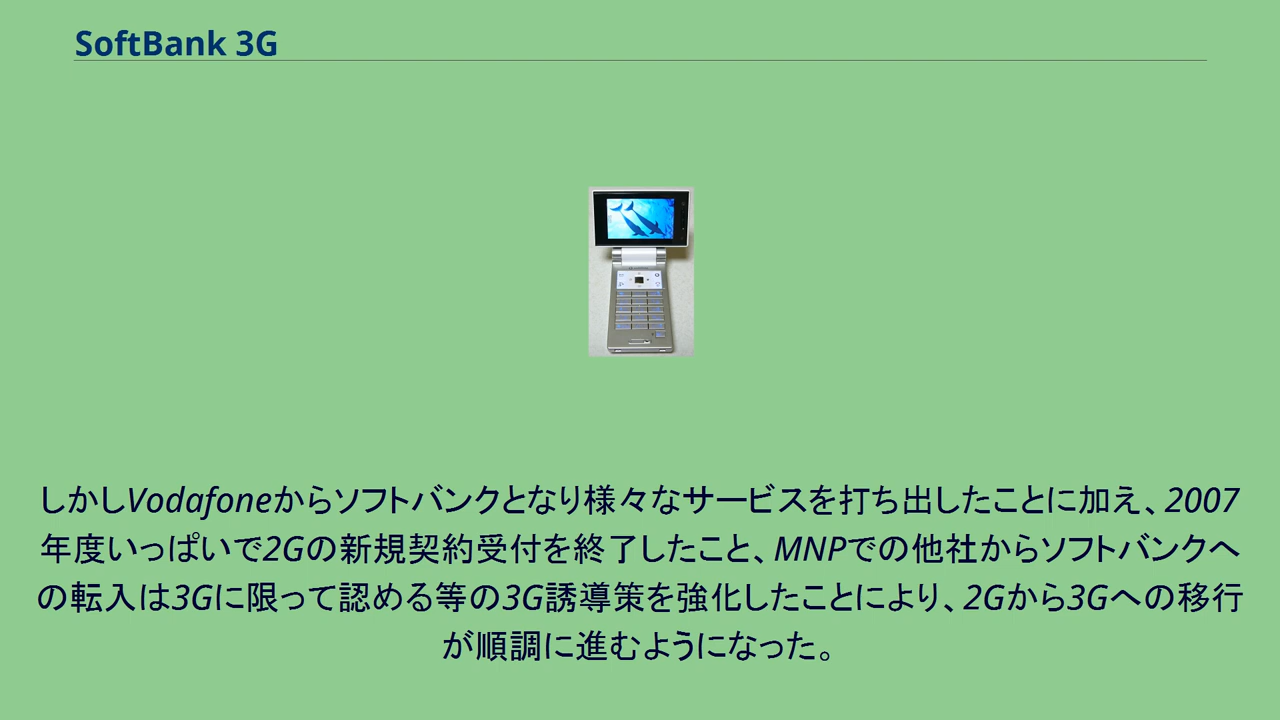 SoftBank 3G
しかしVodafoneからソフトバンクとなり様々なサービスを打ち出したことに加え、2007
年度いっぱいで2Gの新規契約受付を終了したこと、MNPでの他社からソフトバンクへ
の転入は3Gに限って認める等の3G誘導策を強化したことにより、2Gから3Gへの移行
が順調に進むようになった。